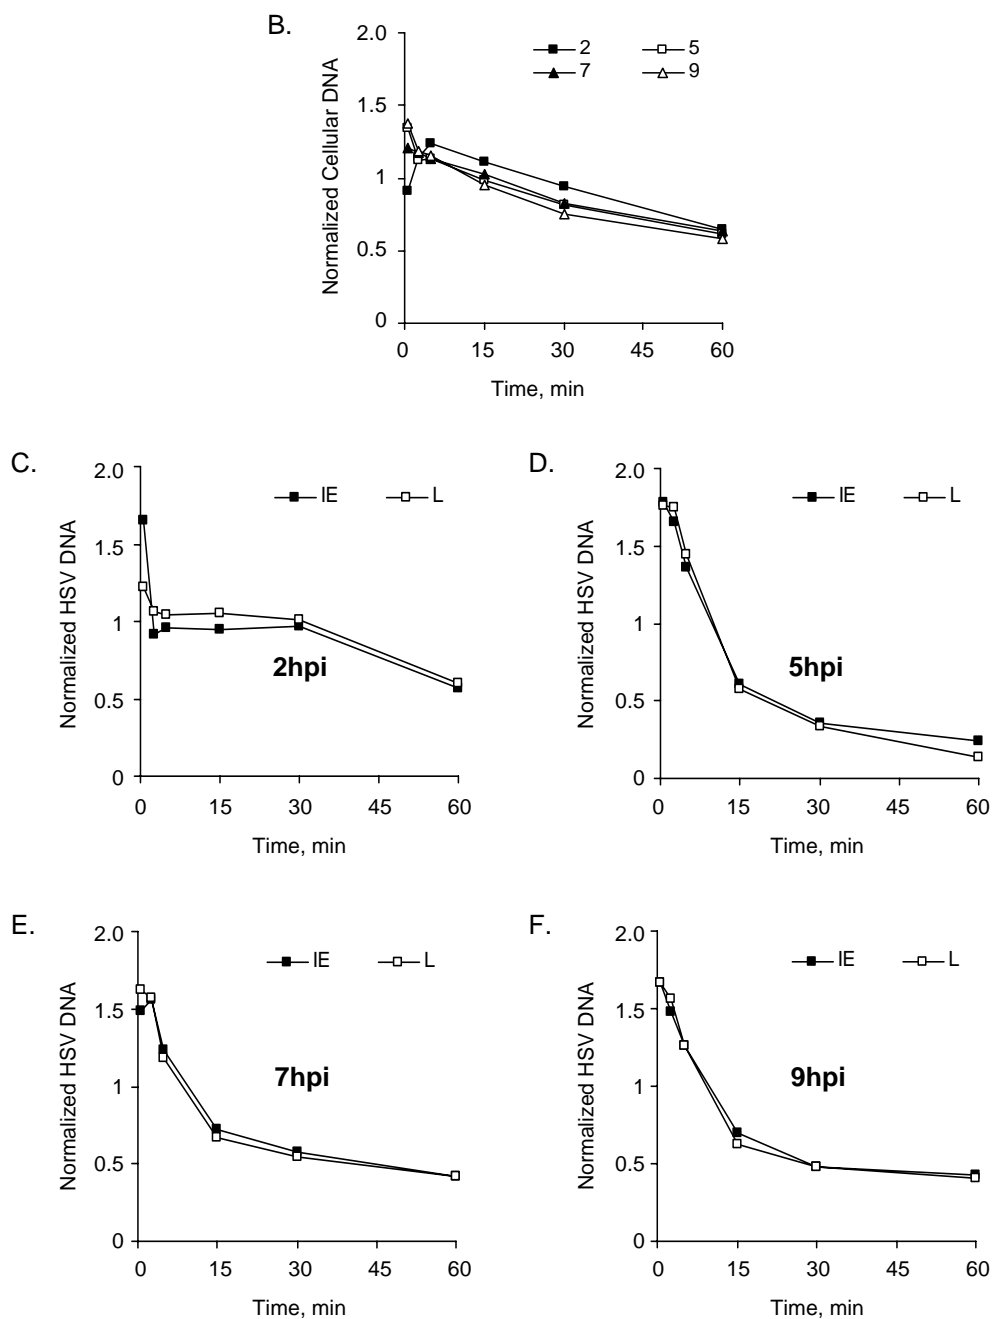 B.
Normalized Cellular DNA
2.0
1.5
1
0.5
0
2 5
7 9
0 15 30 45 60
Time, min
C.
Normalized HSV DNA
2.0
1.5
1
0.5
0
IE L
2hpi
0 15 30 45 60
Time, min
D.
Normalized HSV DNA
2.0
1.5
1
0.5
0
IE L
5hpi
0 15 30 45 60
Time, min
E.
Normalized HSV DNA
2.0
1.5
1
0.5
0
IE L
7hpi
0 15 30 45 60
Time, min
F.
Normalized HSV DNA
2.0
1.5
1
0.5
0
IE L
9hpi
0 15 30 45 60
Time, min